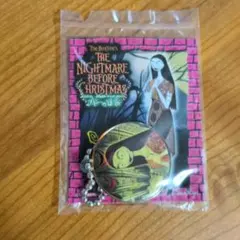 TIM BURTON'S
THE
NIGHTMARE
BEFORE
CHRISTMAS